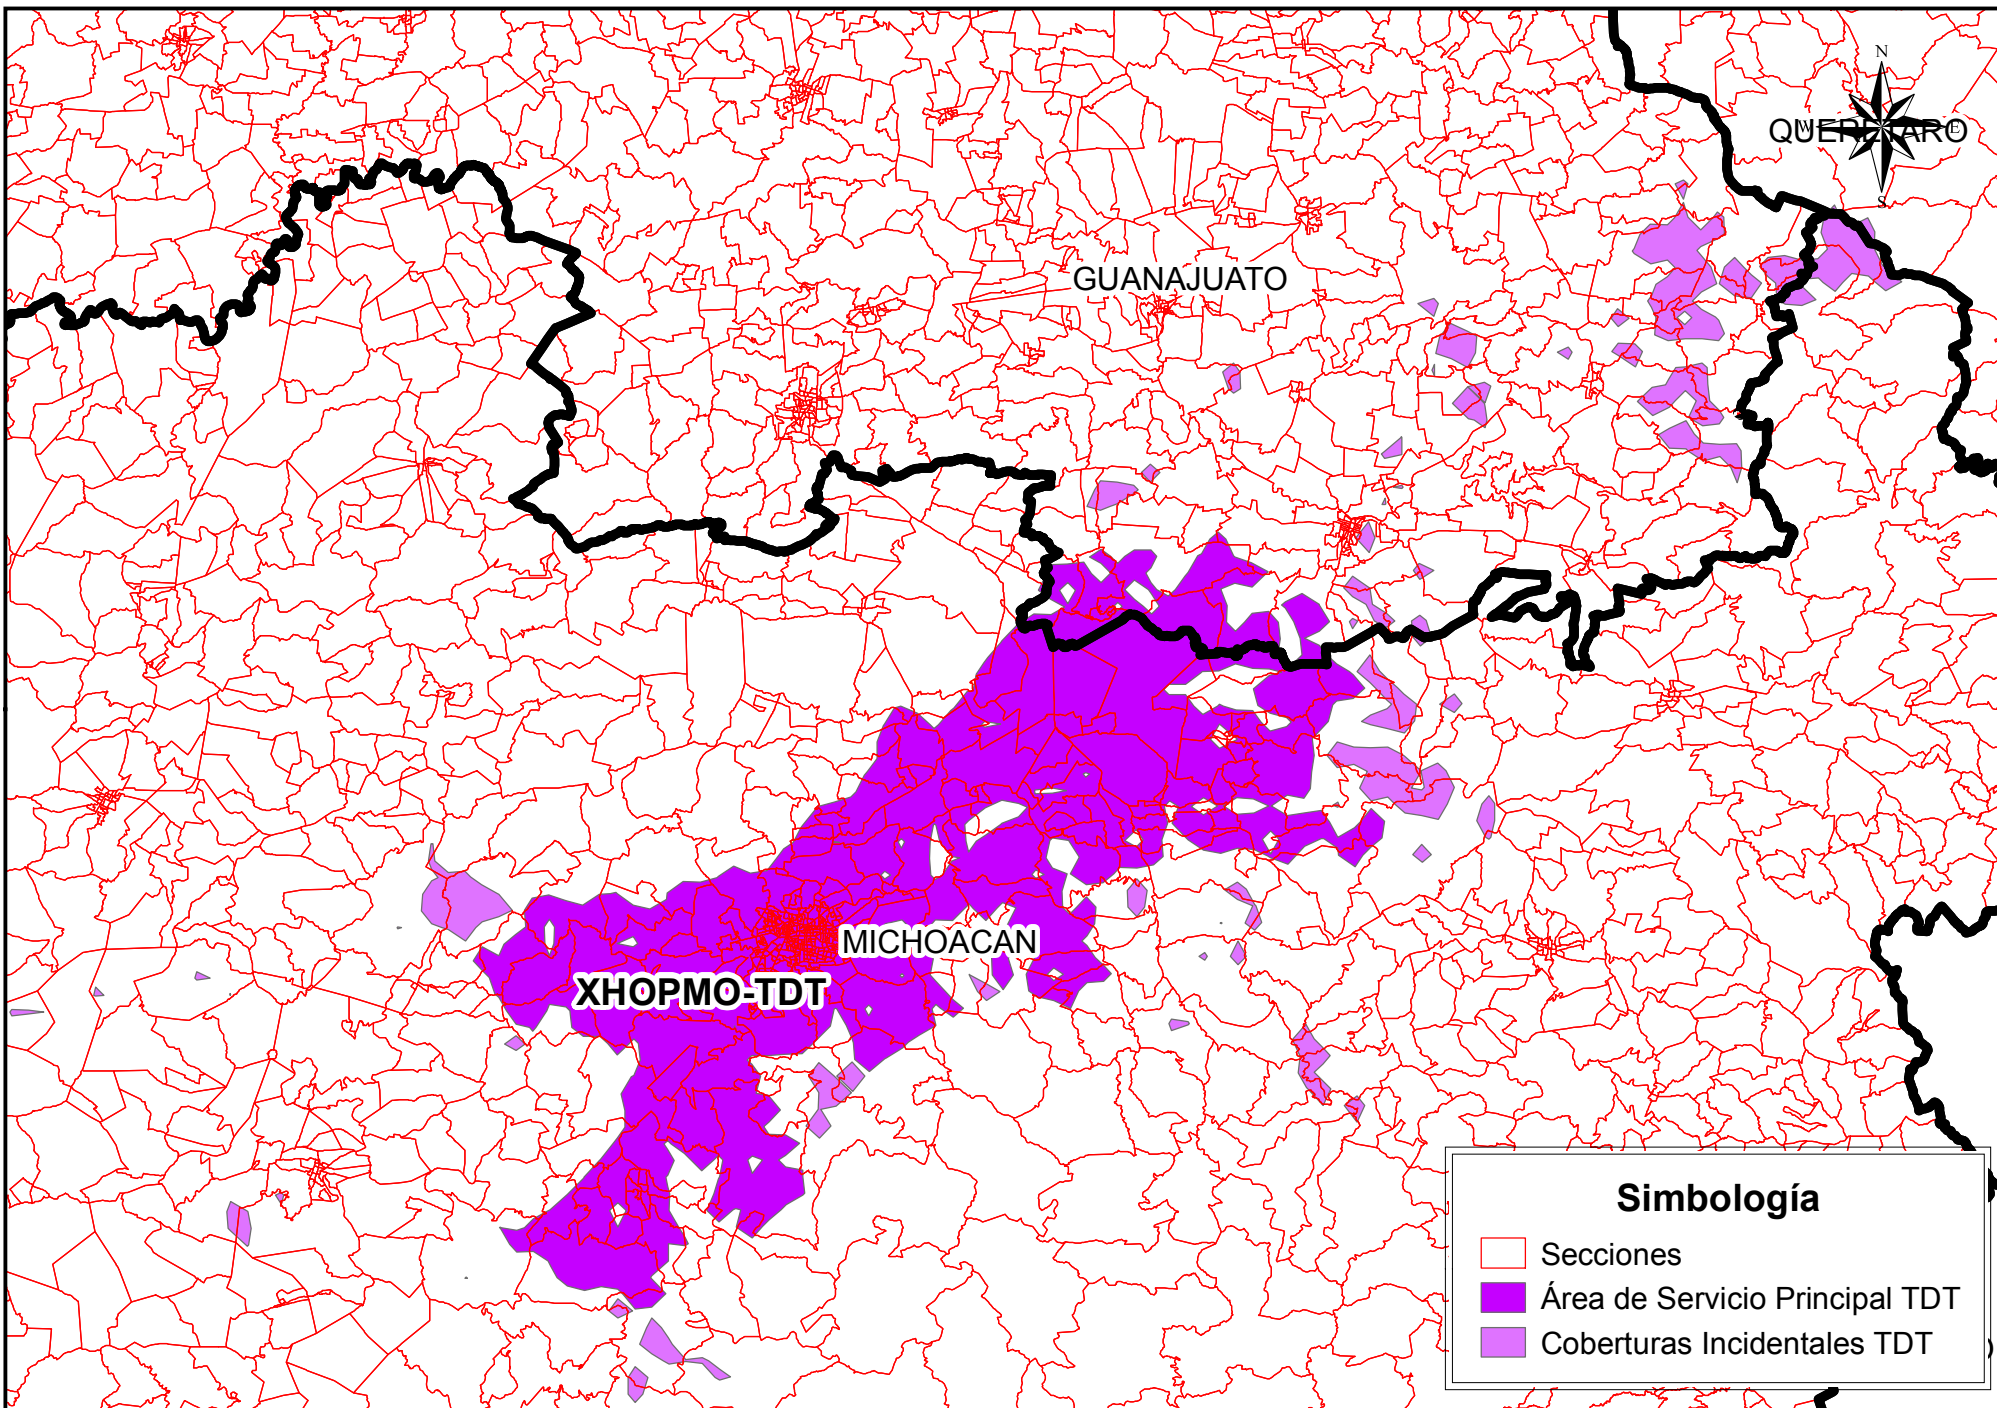 N
W
E
S
QUERETARO
GUANAJUATO
MICHOACAN
XHOPMO-TDT
Simbología
Secciones
Área de Servicio Principal TDT
Coberturas Incidentales TDT